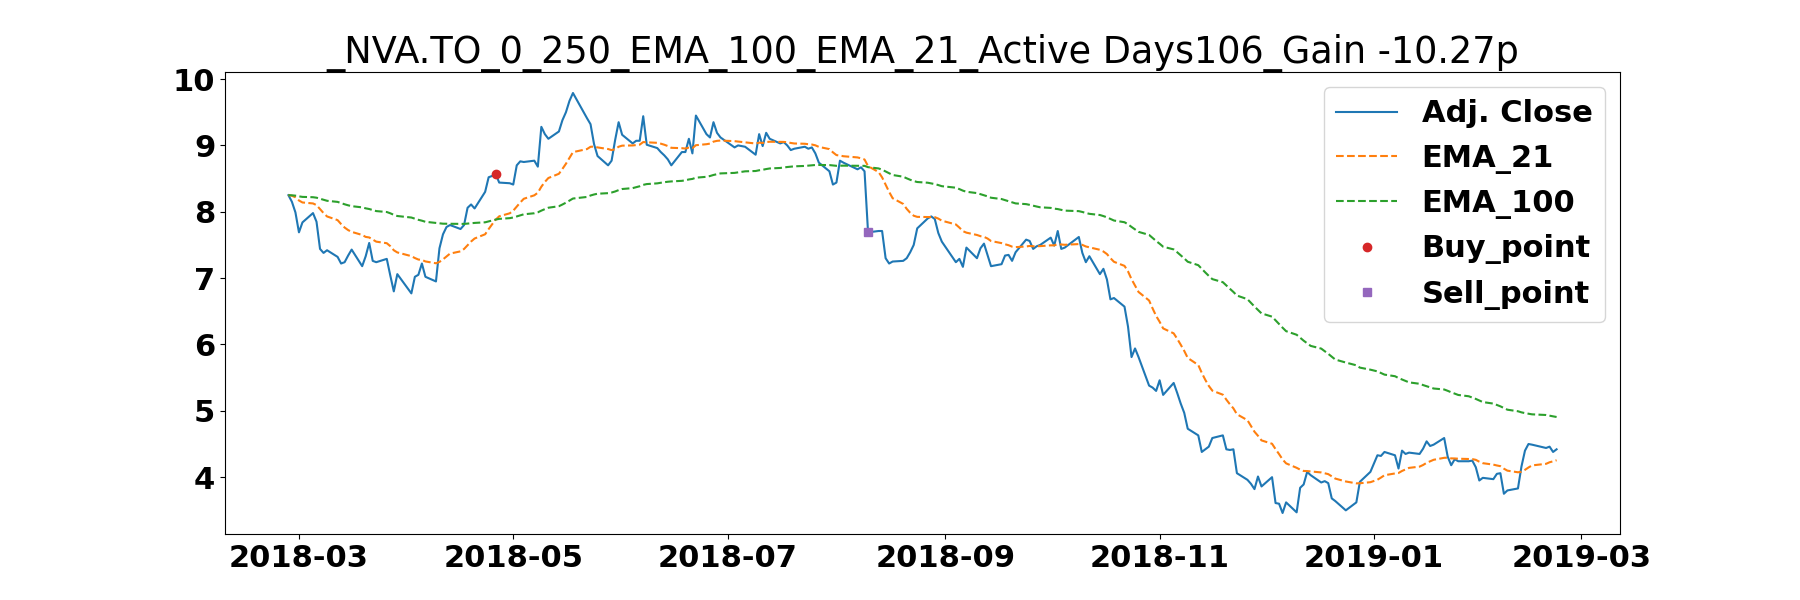 _NVA.TO_0_250_EMA_100_EMA_21_Active Days106_Gain -10.27p
10
9
8
7
6
5
4
Adj. Close
EMA_21
EMA_100
Buy_point
Sell_point
2018-03 2018-05 2018-07 2018-09 2018-11 2019-01 2019-03